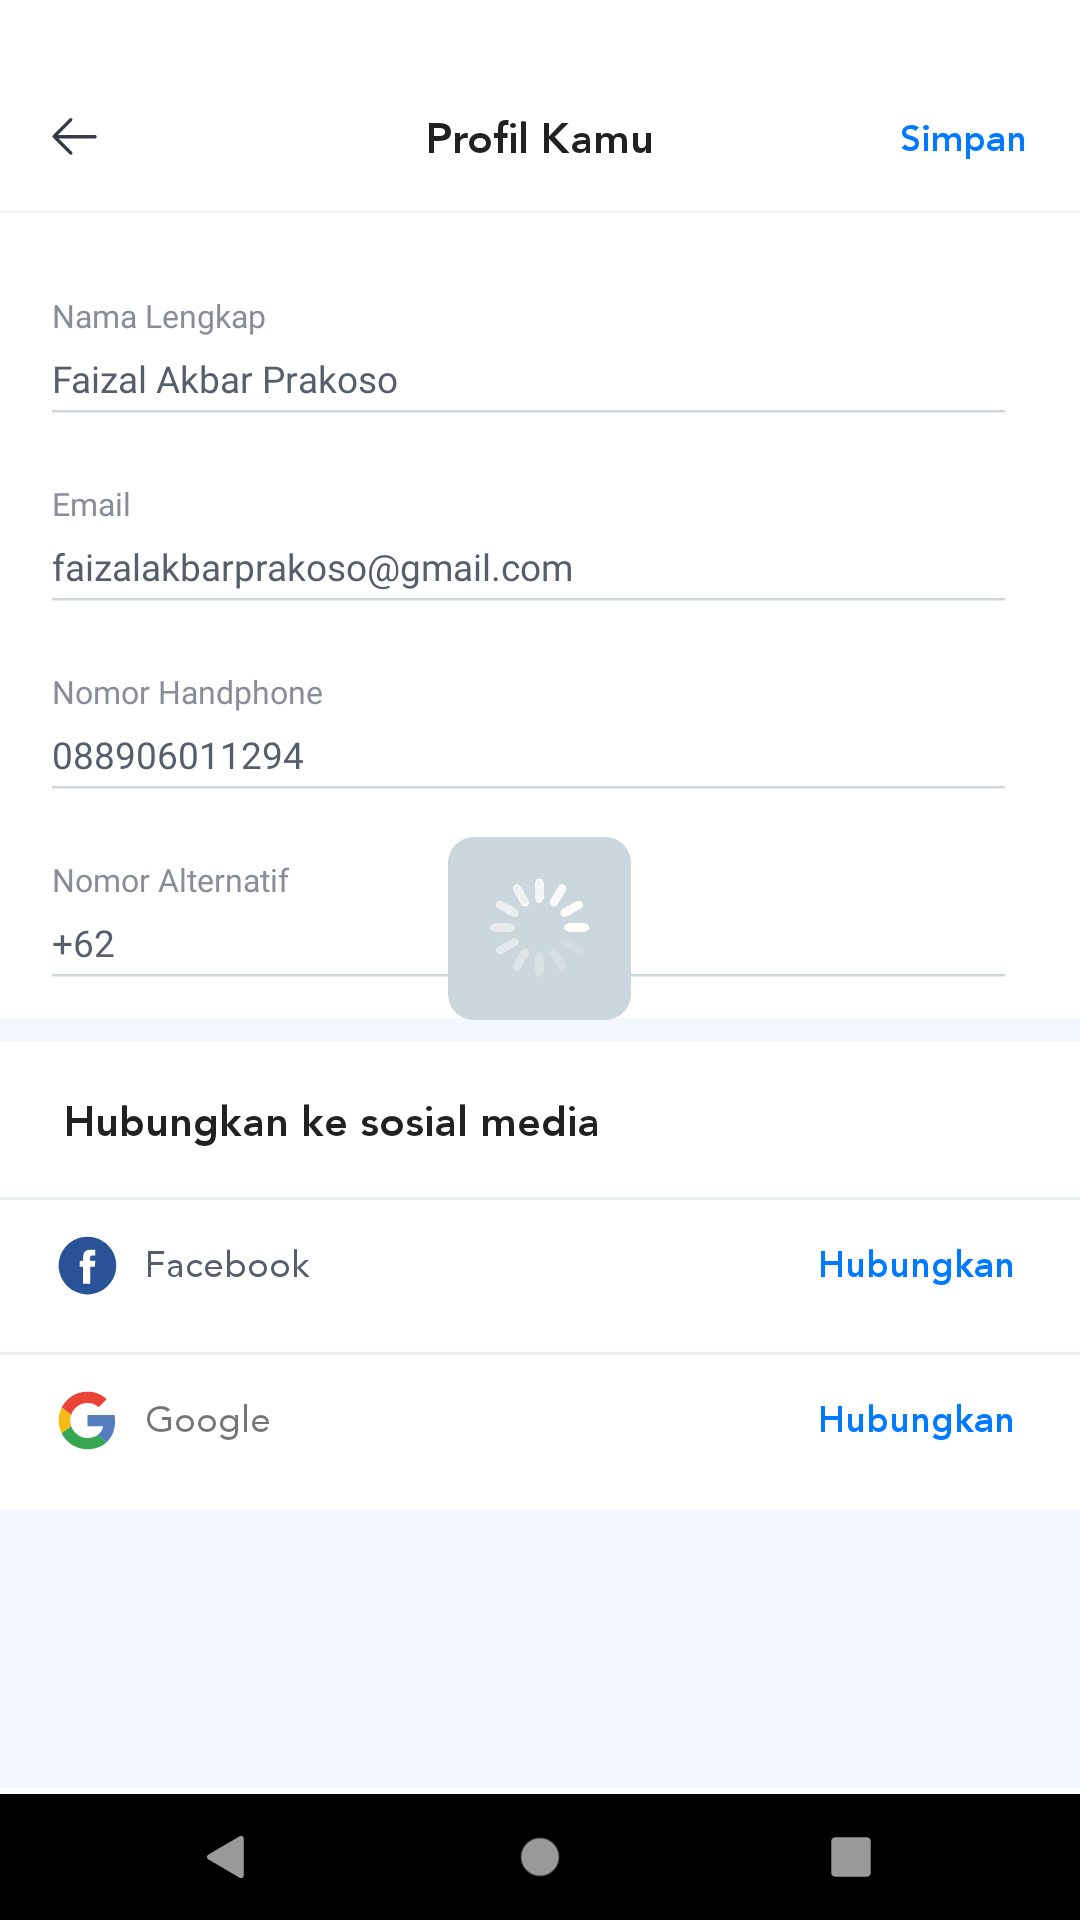 Profil Kamu
Simpan
Nama Lengkap
Faizal Akbar Prakoso
Email
faizalakbarprakoso@gmail.com
Nomor Handphone
088906011294
Nomor Alternatif
+62
Hubungkan ke sosial media
Facebook
Hubungkan
Google
Hubungkan